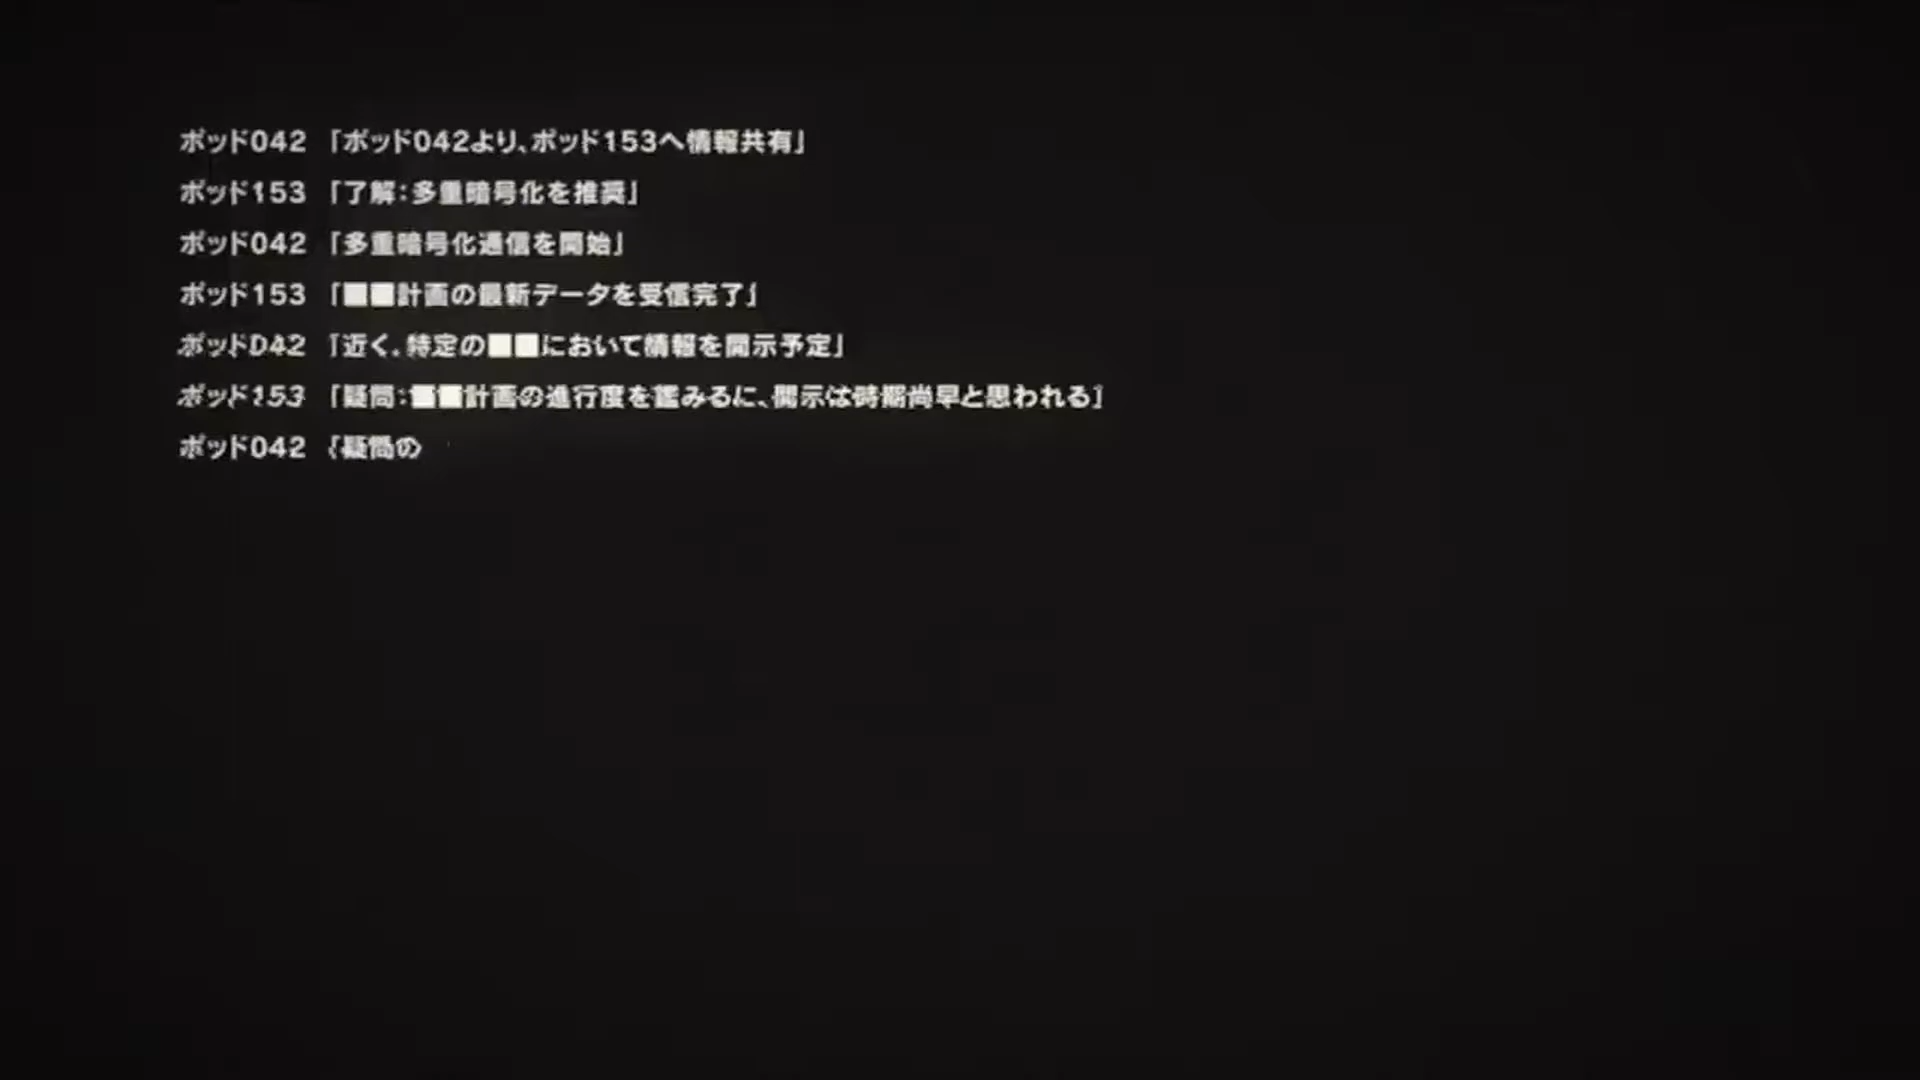 ポッド042 「ポッド042より、ポッド153へ情報共有」
ポッド153 「了解:多重暗号化を推奨」
ポッド042 「多重暗号化通信を開始」
ポッド153 「■■計画の最新データを受信完了」
ポッド042 「近く、特定の■■において情報を開示予定」
ポッド153 「疑問:■■計画の進行度を鑑みるに、開示は時期尚早と思われる」
ポッド042 「疑問の